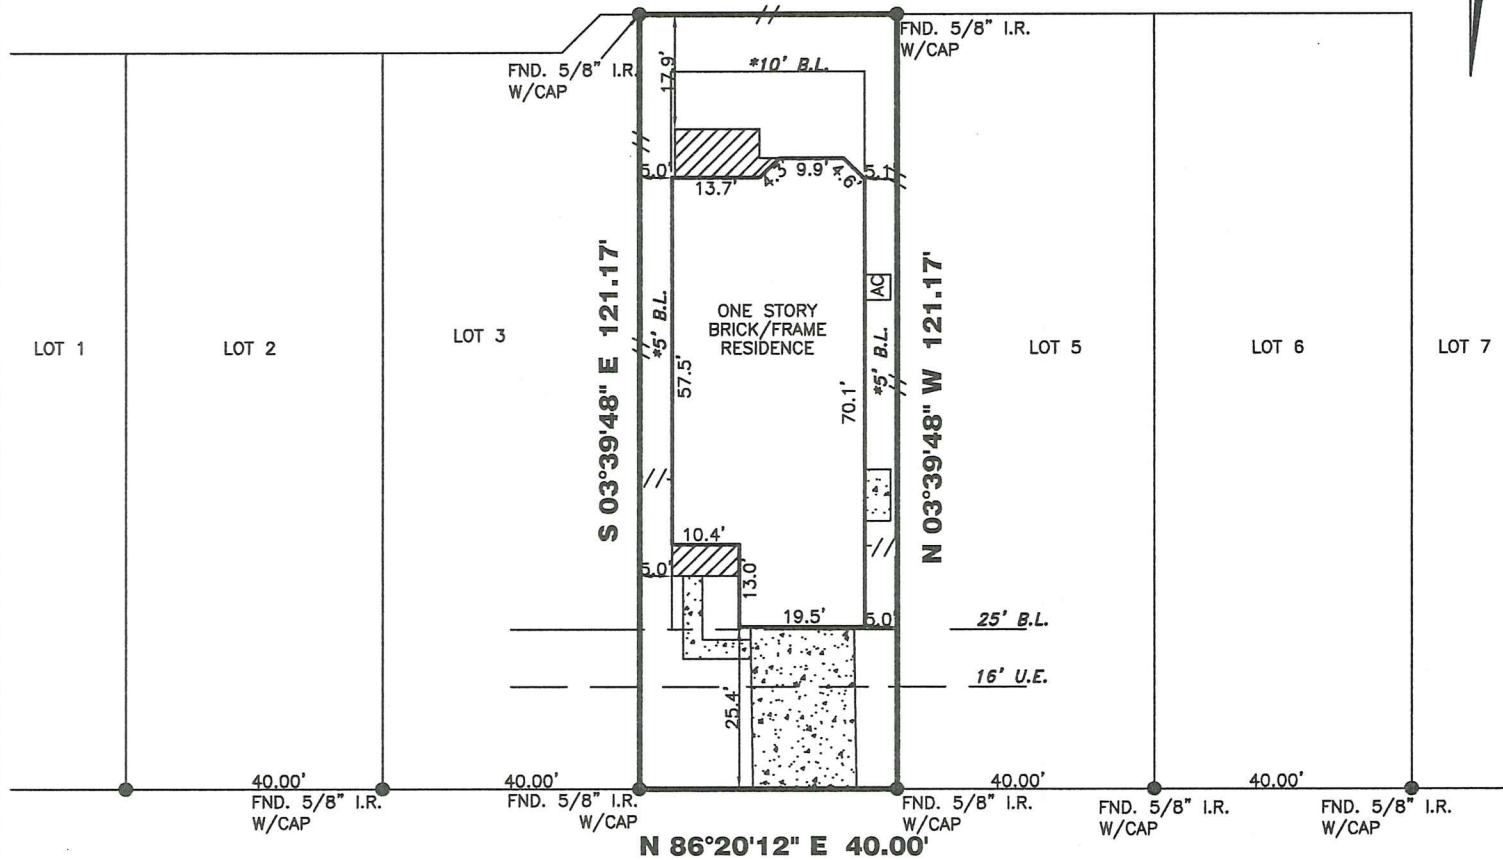 FND. 5/8" I.R.
W/CAP
FND. 5/8" I.R.
W/CAP
17.9'
*10' B.L.
5.0'
13.7'
4.3'
9.9'
4.6'
5.1'
S 03°39'48" E 121.17'
N 03°39'48" W 121.17'
*5' B.L.
57.5'
ONE STORY
BRICK/FRAME
RESIDENCE
AC
*5' B.L.
70.1'
LOT 1
LOT 2
LOT 3
LOT 5
LOT 6
LOT 7
10.4'
5.0'
13.0'
19.5'
5.0'
25' B.L.
16' U.E.
25.4'
40.00'
40.00'
40.00'
40.00'
FND. 5/8" I.R.
W/CAP
FND. 5/8" I.R.
W/CAP
FND. 5/8" I.R.
W/CAP
FND. 5/8" I.R.
W/CAP
FND. 5/8" I.R.
W/CAP
N 86°20'12" E 40.00'